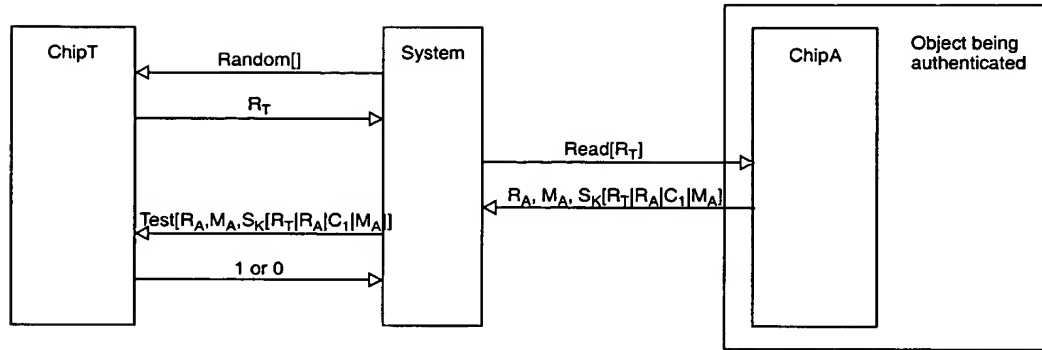 ChipT
System
ChipA
Object being
authenticated
Random[]
R_T
Read[R_T]
R_A, M_A, S_K[R_T|R_A|C_1|M_A]
Test[R_A,M_A,S_K[R_T|R_A|C_1|M_A]]
1 or 0